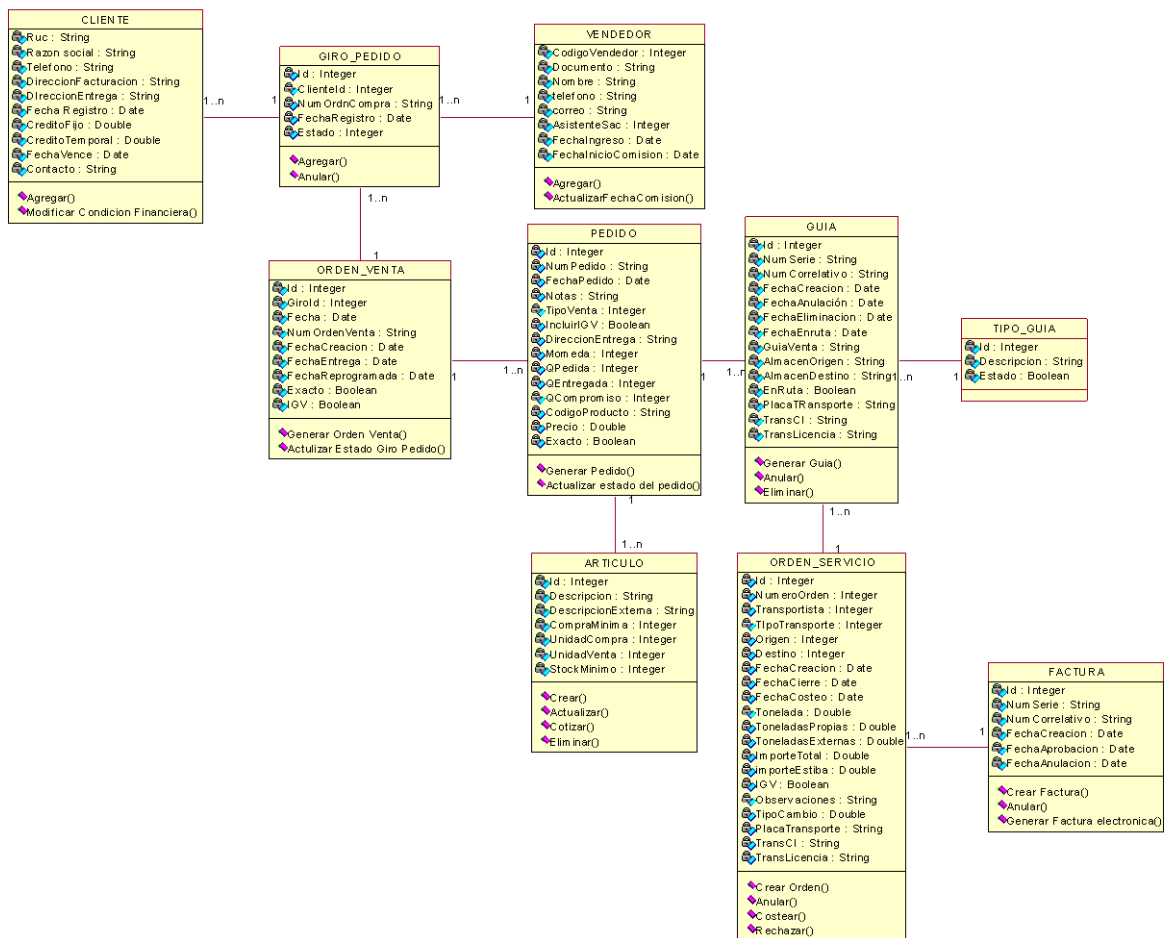 CLIENTE
Ruc : String
Razon social : String
Telefono : String
DireccionFacturacion : String
DIreccionEntrega : String
Fecha Registro : Date
CreditoFijo : Double
CreditoTemporal : Double
FechaVence : Date
Contacto : String
Agregar()
Modificar Condicion Financiera()
1..n
1
GIRO_PEDIDO
Id : Integer
ClienteId : Integer
NumOrdnCompra : String
FechaRegistro : Date
Estado : Integer
Agregar()
Anular()
1..n
1
VENDEDOR
CodigoVendedor : Integer
Documento : String
Nombre : String
telefono : String
correo : String
AsistenteSac : Integer
FechaIngreso : Date
FechaInicioComision : Date
Agregar()
ActualizarFechaComision()
1..n
1
ORDEN_VENTA
Id : Integer
GiroId : Integer
Fecha : Date
NumOrdenVenta : String
FechaCreacion : Date
FechaEntrega : Date
FechaReprogramada : Date
Exacto : Boolean
IGV : Boolean
Generar Orden Venta()
Actulizar Estado Giro Pedido()
1
1..n
PEDIDO
Id : Integer
NumPedido : String
FechaPedido : Date
Notas : String
TipoVenta : Integer
IncluirIGV : Boolean
DireccionEntrega : String
Momeda : Integer
QPedida : Integer
QEntregada : Integer
QCompromiso : Integer
CodigoProducto : String
Precio : Double
Exacto : Boolean
Generar Pedido()
Actualizar estado del pedido()
1
1..n
GUIA
Id : Integer
NumSerie : String
NumCorrelativo : String
FechaCreacion : Date
FechaAnulación : Date
FechaEliminacion : Date
FechaEnruta : Date
GuiaVenta : String
AlmacenOrigen : String
AlmacenDestino : String
EnRuta : Boolean
PlacaTRansporte : String
TransCI : String
TransLicencia : String
Generar Guia()
Anular()
Eliminar()
1..n
1
TIPO_GUIA
Id : Integer
Descripcion : String
Estado : Boolean
1
1..n
ARTICULO
Id : Integer
Descripcion : String
DescripcionExterna : String
CompraMinima : Integer
UnidadCompra : Integer
UnidadVenta : Integer
StockMinimo : Integer
Crear()
Actualizar()
Cotizar()
Eliminar()
1..n
1
ORDEN_SERVICIO
Id : Integer
NumeroOrden : Integer
Transportista : Integer
TIpoTransporte : Integer
Origen : Integer
Destino : Integer
FechaCreacion : Date
FechaCierre : Date
FechaCosteo : Date
Tonelada : Double
ToneladasPropias : Double
ToneladasExternas : Double
ImporteTotal : Double
importeEstiba : Double
IGV : Boolean
Observaciones : String
TipoCambio : Double
PlacaTransporte : String
TransCI : String
TransLicencia : String
Crear Orden()
Anular()
Costear()
Rechazar()
1..n
1
FACTURA
Id : Integer
NumSerie : String
NumCorrelativo : String
FechaCreacion : Date
FechaAprobacion : Date
FechaAnulacion : Date
Crear Factura()
Anular()
Generar Factura electronica()